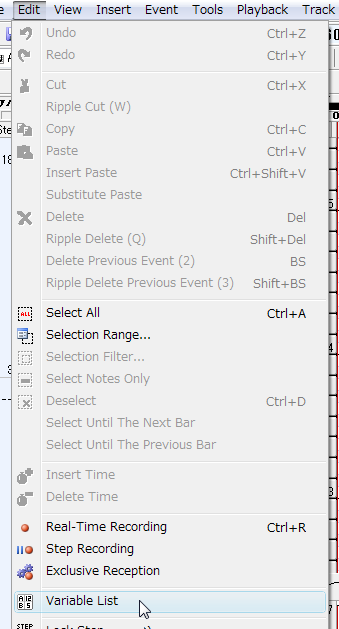 Edit View Insert Event Tools Playback Track
Undo Ctrl+Z
Redo Ctrl+Y
Cut Ctrl+X
Ripple Cut (W)
Copy Ctrl+C
Paste Ctrl+V
Insert Paste Ctrl+Shift+V
Substitute Paste
Delete Del
Ripple Delete (Q) Shift+Del
Delete Previous Event (2) BS
Ripple Delete Previous Event (3) Shift+BS
ALL Select All Ctrl+A
Selection Range...
Selection Filter...
Select Notes Only
Deselect Ctrl+D
Select Until The Next Bar
Select Until The Previous Bar
Insert Time
Delete Time
Real-Time Recording Ctrl+R
Step Recording
Exclusive Reception
Variable List